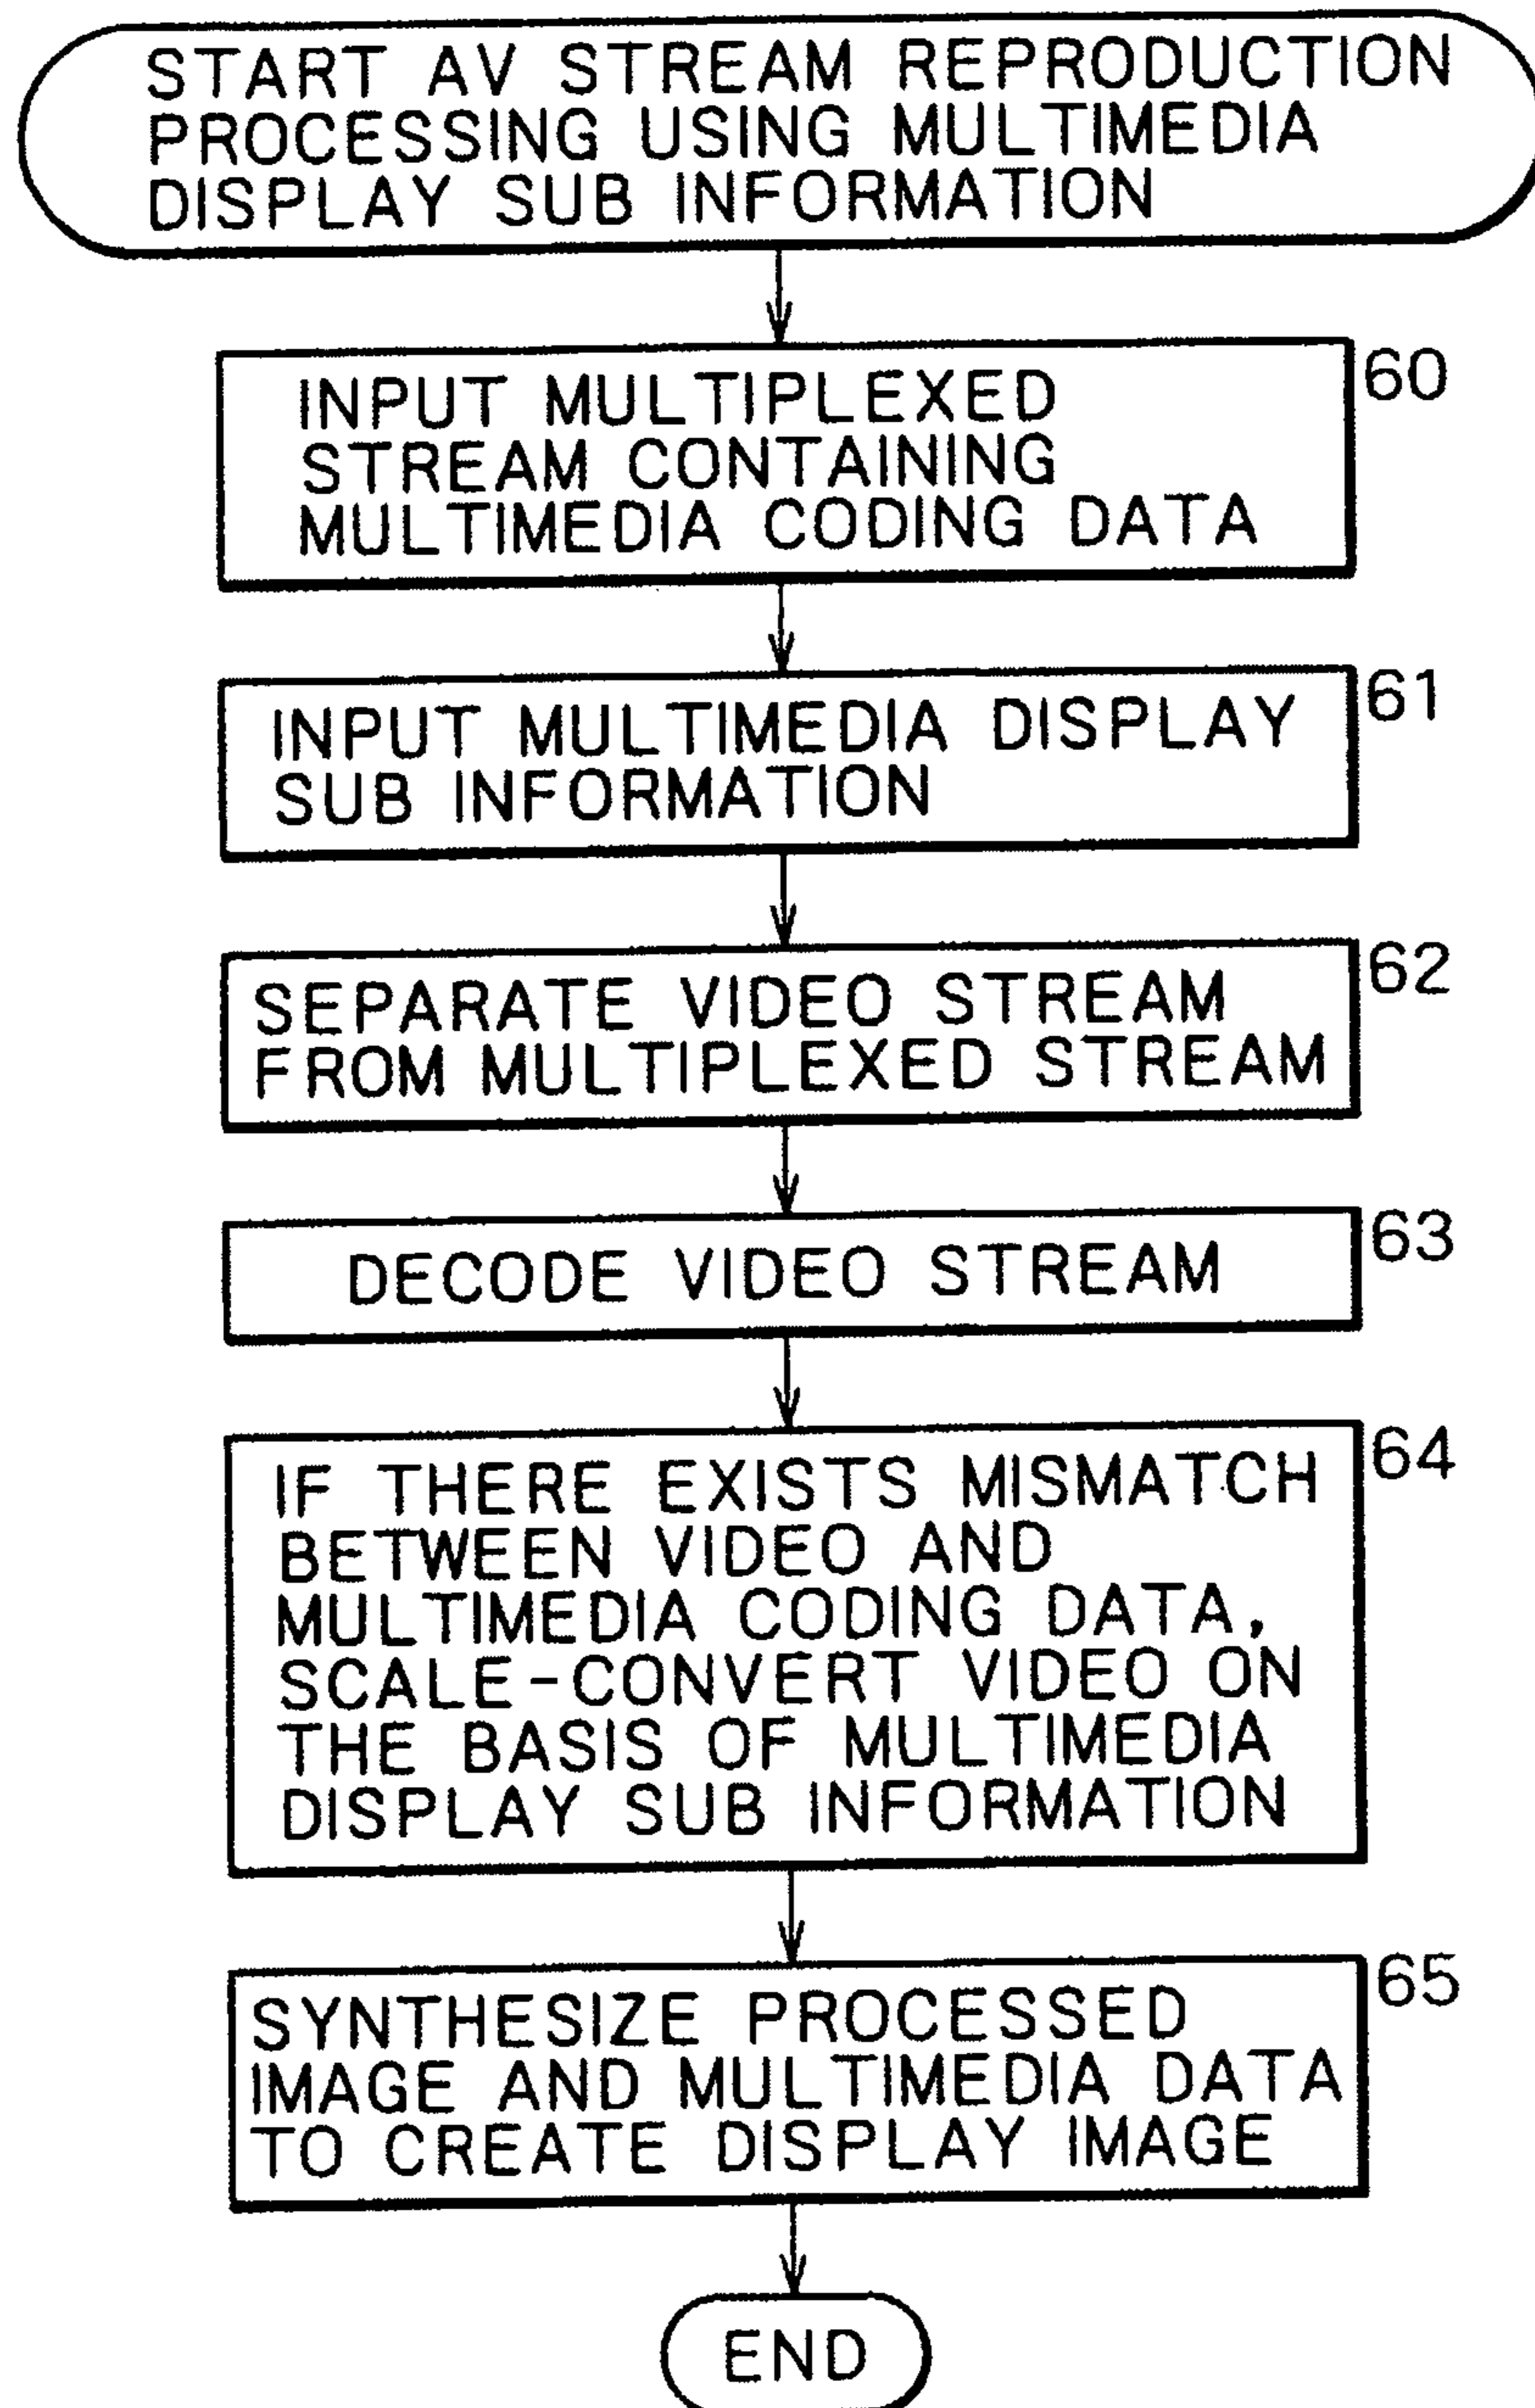 START AV STREAM REPRODUCTION
PROCESSING USING MULTIMEDIA
DISPLAY SUB INFORMATION
60
INPUT MULTIPLEXED
STREAM CONTAINING
MULTIMEDIA CODING DATA
61
INPUT MULTIMEDIA DISPLAY
SUB INFORMATION
62
SEPARATE VIDEO STREAM
FROM MULTIPLEXED STREAM
63
DECODE VIDEO STREAM
64
IF THERE EXISTS MISMATCH
BETWEEN VIDEO AND
MULTIMEDIA CODING DATA,
SCALE-CONVERT VIDEO ON
THE BASIS OF MULTIMEDIA
DISPLAY SUB INFORMATION
65
SYNTHESIZE PROCESSED
IMAGE AND MULTIMEDIA DATA
TO CREATE DISPLAY IMAGE
END